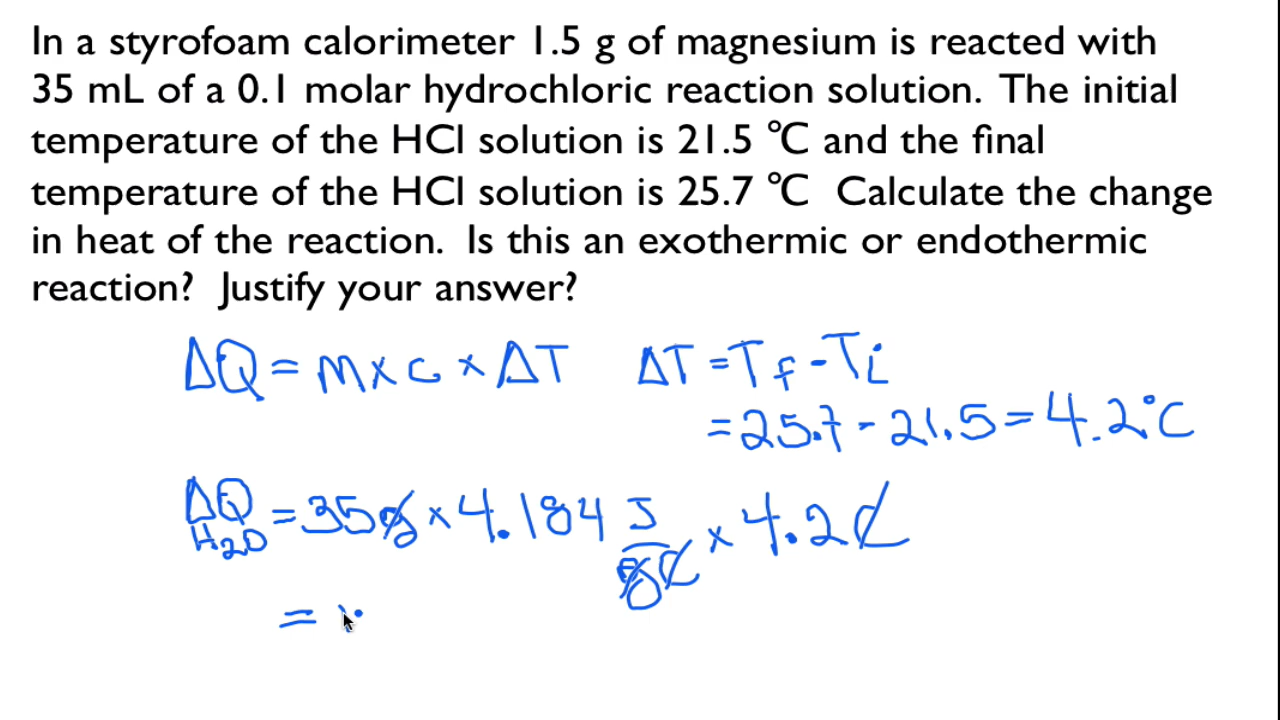 In a styrofoam calorimeter 1.5 g of magnesium is reacted with
35 mL of a 0.1 molar hydrochloric reaction solution. The initial
temperature of the HCl solution is 21.5 °C and the final
temperature of the HCl solution is 25.7 °C Calculate the change
in heat of the reaction. Is this an exothermic or endothermic
reaction? Justify your answer?
ΔQ = m x c x ΔT ΔT = Tf - Ti
= 25.7 - 21.5 = 4.2°C
ΔQ H2O = 35g x 4.184 J/g°C x 4.2°C
=